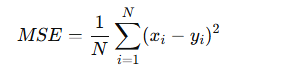 MSE = \frac{1}{N} \sum_{i=1}^{N} (x_i - y_i)^2